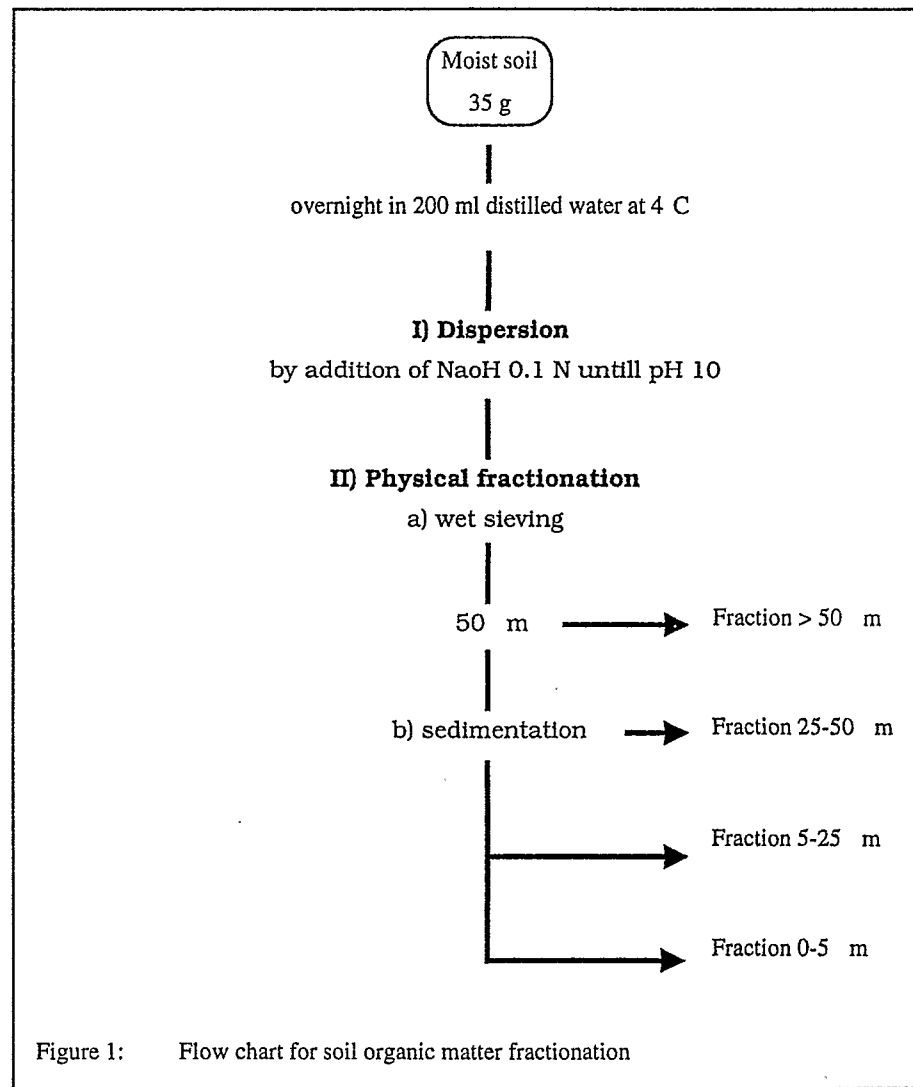 Moist soil
35 g
overnight in 200 ml distilled water at 4 C
I) Dispersion
by addition of NaoH 0.1 N untill pH 10
II) Physical fractionation
a) wet sieving
50 m
Fraction > 50 m
b) sedimentation
Fraction 25-50 m
Fraction 5-25 m
Fraction 0-5 m
Figure 1: Flow chart for soil organic matter fractionation